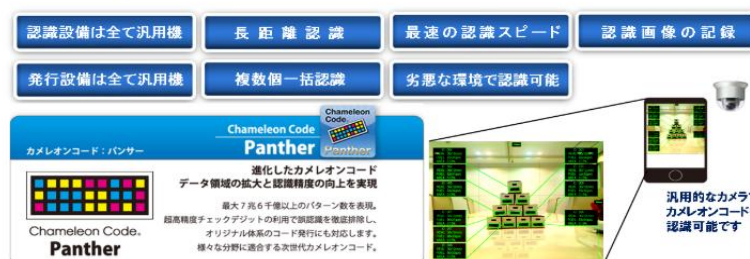 認識設備は全て汎用機
長距離認識
最速の認識スピード
認識画像の記録
発行設備は全て汎用機
複数個一括認識
劣悪な環境で認識可能
Chameleon Code
Panther
カメレオンコード：パンサー
Chameleon
Code.
Panther
進化したカメレオンコード
データ領域の拡大と認識精度の向上を実現
最大7兆6千億以上のパターン数を表現。
超高精度チェックデジットの利用で誤認識を徹底排除し、
オリジナル体系のコード発行にも対応します。
様々な分野に適合する次世代カメレオンコード。
Chameleon Code.
Panther
汎用的なカメラ
カメレオンコード
認識可能です